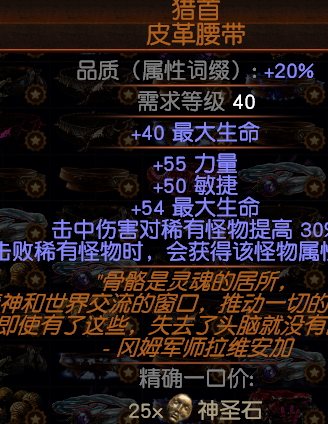 猎首
皮革腰带
品质（属性词缀）: +20%
需求等级 40
+40 最大生命
+55 力量
+50 敏捷
+54 最大生命
击中伤害对稀有怪物提高 30%
击败稀有怪物时，会获得该怪物属性
"骨骼是灵魂的居所，
神和世界交流的窗口，推动一切的
即使有了这些，失去了头脑就没有
- 冈姆军师拉维安加
精确一口价:
25x 神圣石